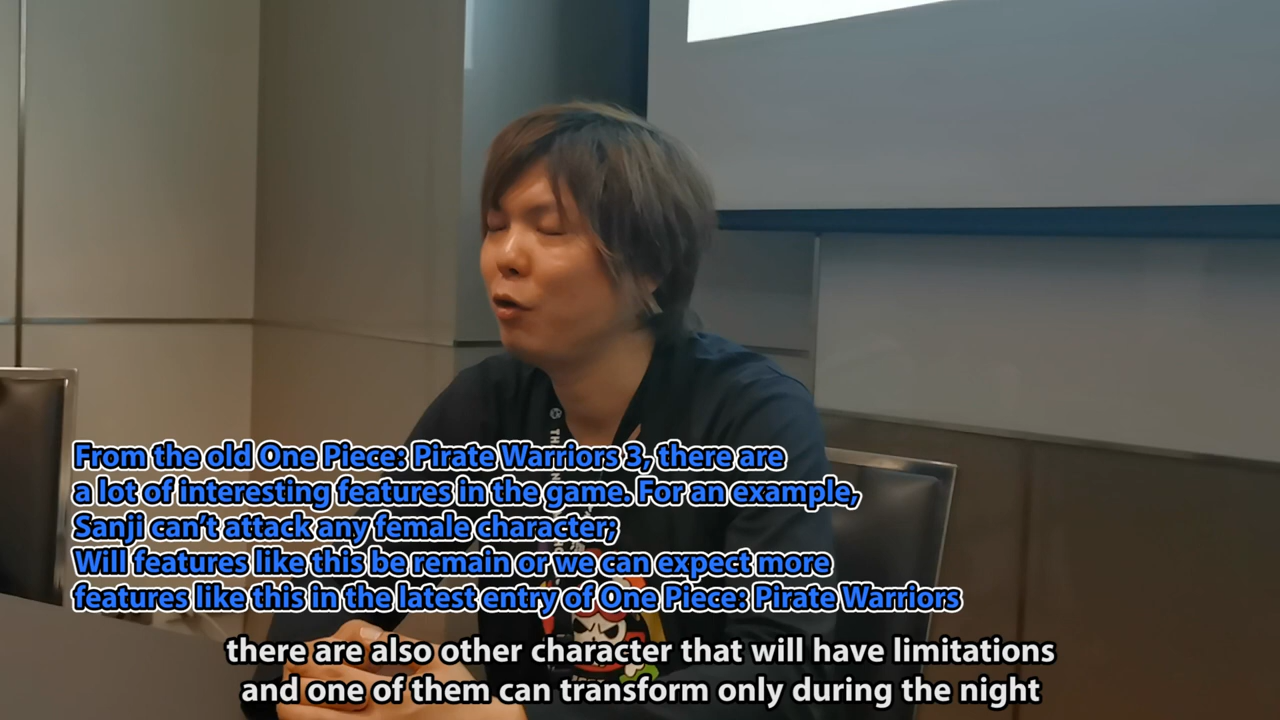 From the old One Piece: Pirate Warriors 3, there are
a lot of interesting features in the game. For an example,
Sanji can't attack any female character;
Will features like this be remain or we can expect more
features like this in the latest entry of One Piece: Pirate Warriors
there are also other character that will have limitations
and one of them can transform only during the night